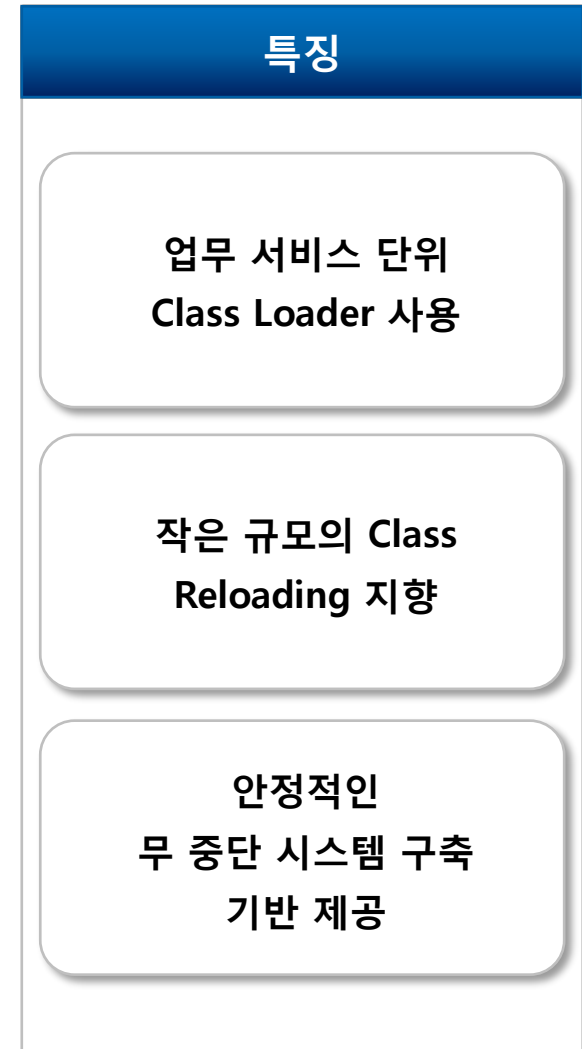 특징
업무 서비스 단위
Class Loader 사용
작은 규모의 Class
Reloading 지향
안정적인
무 중단 시스템 구축
기반 제공